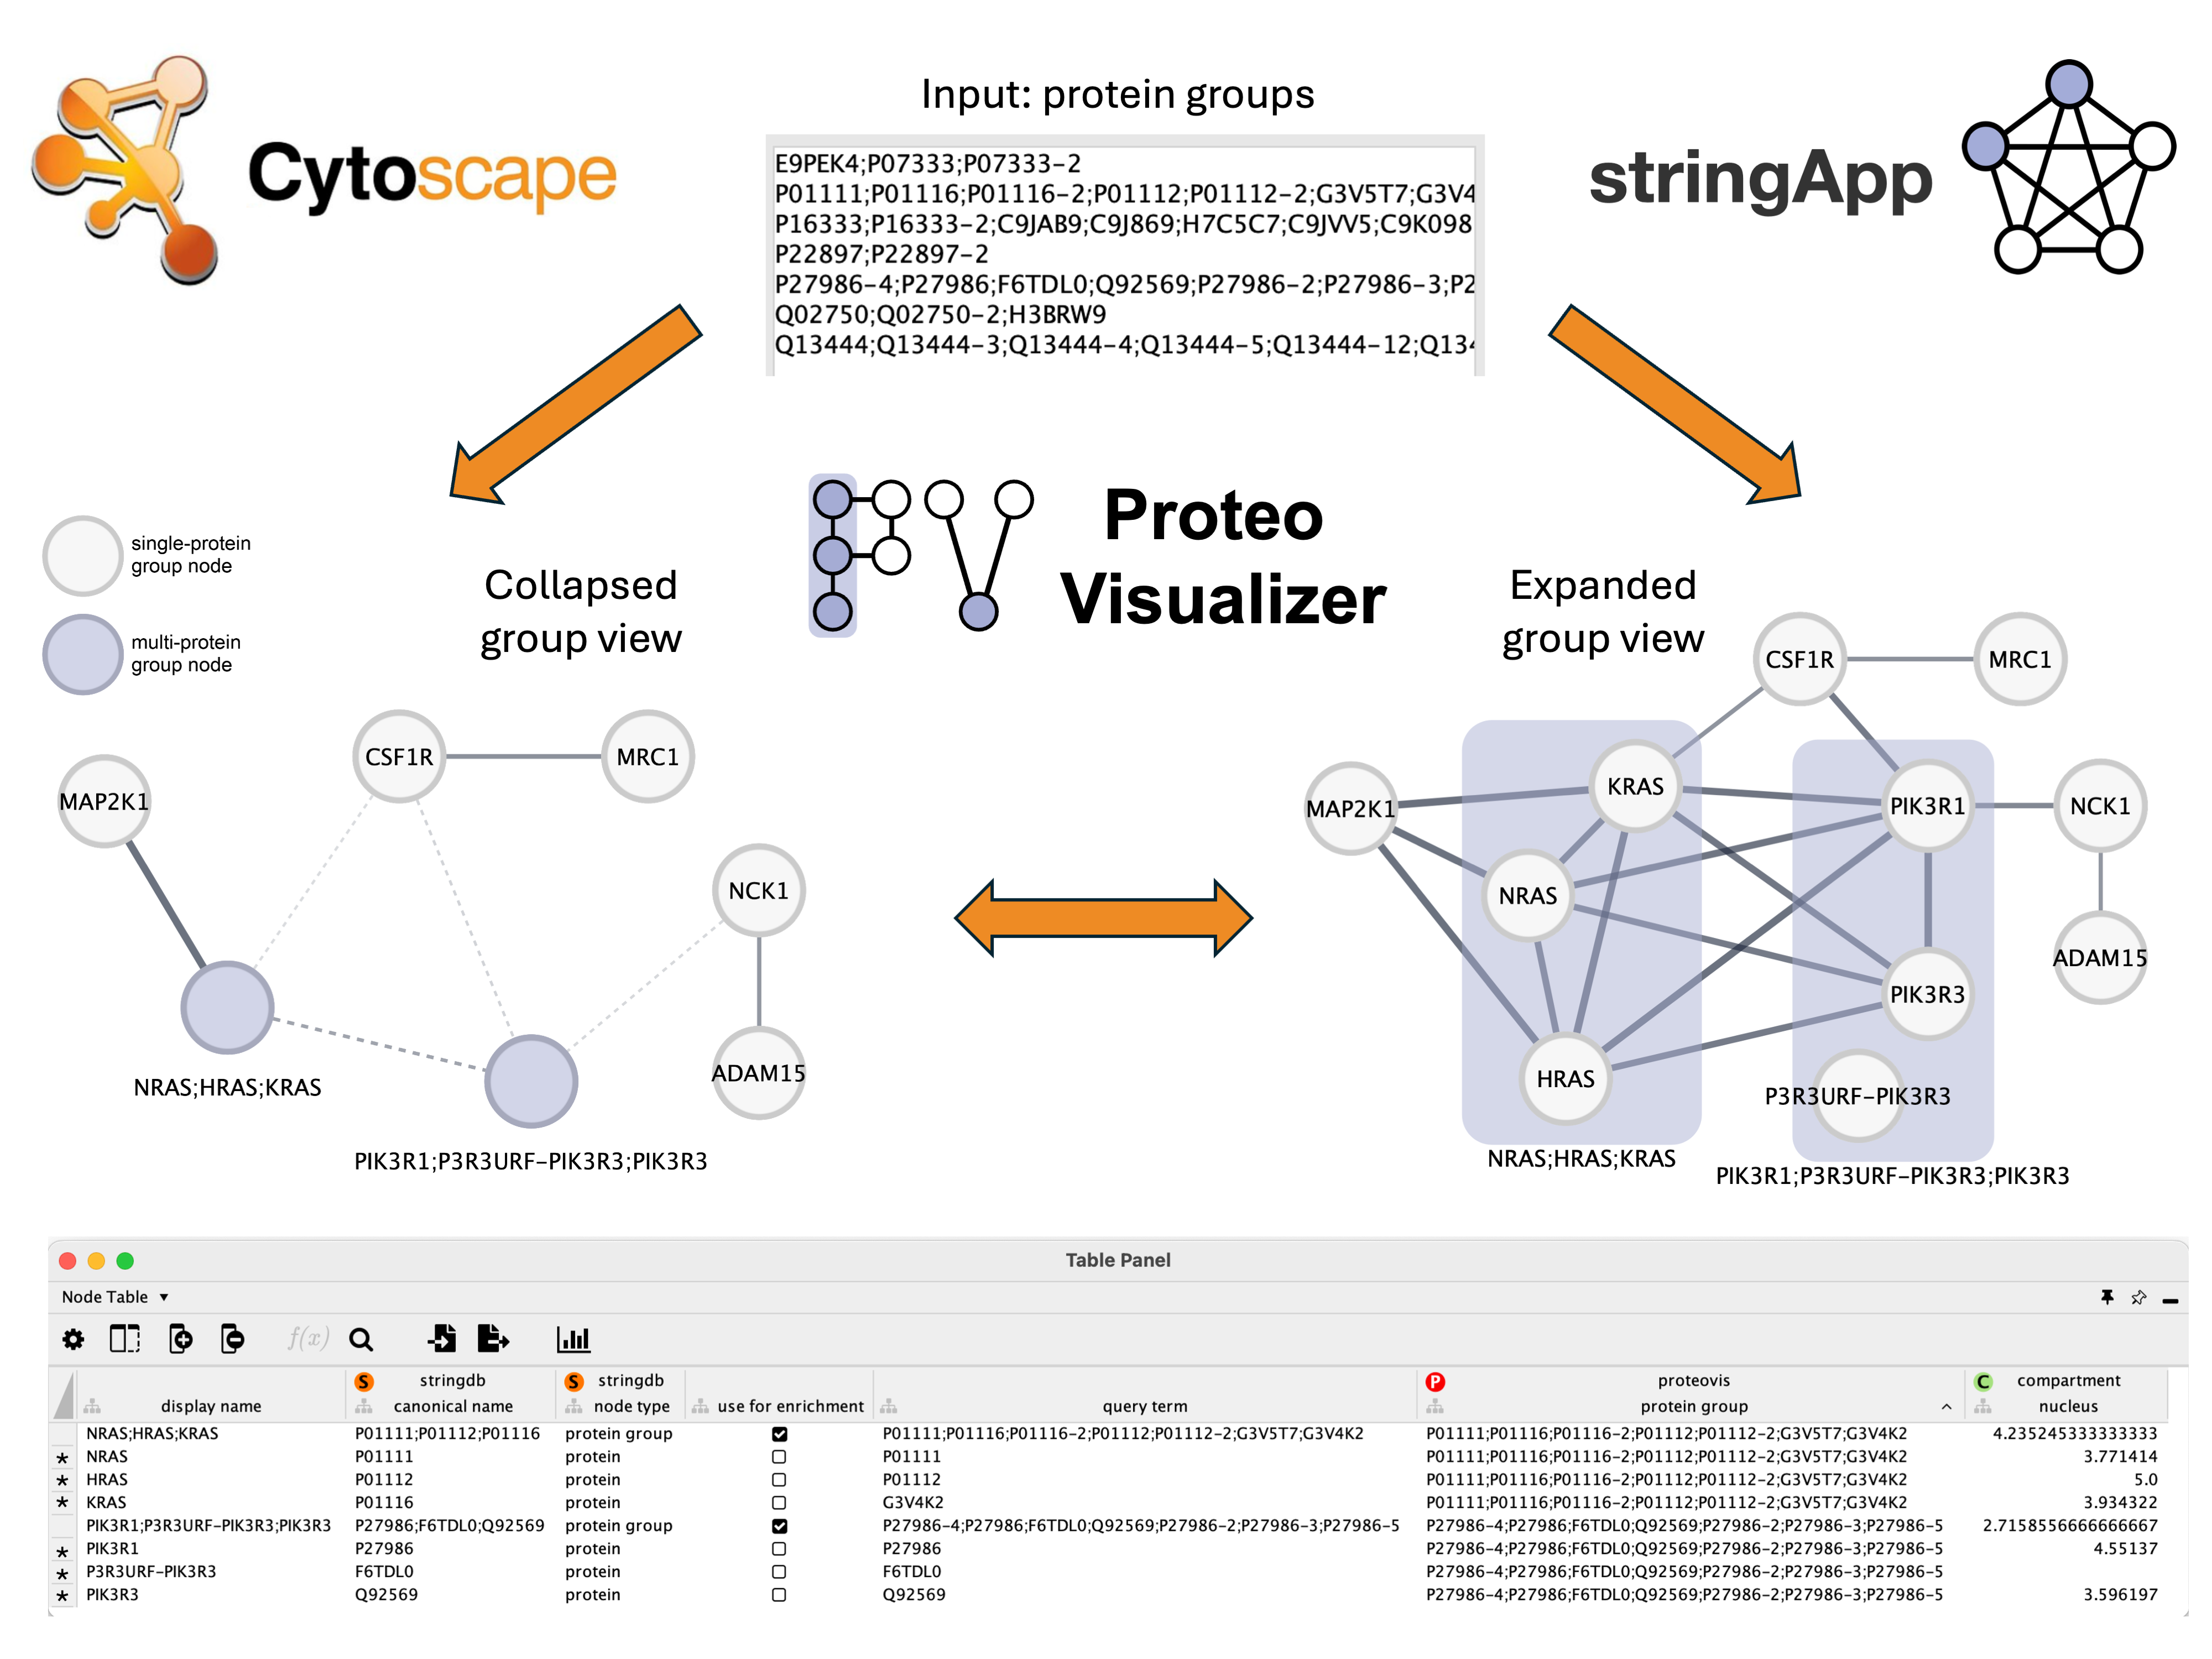 Cytoscape
Input: protein groups
E9PEK4;P07333;P07333-2
P01111;P01116;P01116-2;P01112;P01112-2;G3V5T7;G3V4
P16333;P16333-2;C9JAB9;C9J869;H7C5C7;C9JVV5;C9K098
P22897;P22897-2
P27986-4;P27986;F6TDL0;Q92569;P27986-2;P27986-3;P2
Q02750;Q02750-2;H3BRW9
Q13444;Q13444-3;Q13444-4;Q13444-5;Q13444-12;Q134
stringApp
Proteo
Visualizer
single-protein
group node
multi-protein
group node
Collapsed
group view
CSF1R
MRC1
MAP2K1
NCK1
ADAM15
NRAS;HRAS;KRAS
PIK3R1;P3R3URF-PIK3R3;PIK3R3
Expanded
group view
CSF1R
MRC1
KRAS
MAP2K1
PIK3R1
NCK1
NRAS
ADAM15
PIK3R3
HRAS
P3R3URF-PIK3R3
NRAS;HRAS;KRAS
PIK3R1;P3R3URF-PIK3R3;PIK3R3
Table Panel
Node Table ▼
f(x)
display name S stringdb canonical name S stringdb node type use for enrichment query term P proteovis protein group C compartment nucleus
NRAS;HRAS;KRAS P01111;P01112;P01116 protein group P01111;P01116;P01116-2;P01112;P01112-2;G3V5T7;G3V4K2 P01111;P01116;P01116-2;P01112;P01112-2;G3V5T7;G3V4K2 4.235245333333333
* NRAS P01111 protein P01111 P01111;P01116;P01116-2;P01112;P01112-2;G3V5T7;G3V4K2 3.771414
* HRAS P01112 protein P01112 P01111;P01116;P01116-2;P01112;P01112-2;G3V5T7;G3V4K2 5.0
* KRAS P01116 protein G3V4K2 P01111;P01116;P01116-2;P01112;P01112-2;G3V5T7;G3V4K2 3.934322
PIK3R1;P3R3URF-PIK3R3;PIK3R3 P27986;F6TDL0;Q92569 protein group P27986-4;P27986;F6TDL0;Q92569;P27986-2;P27986-3;P27986-5 P27986-4;P27986;F6TDL0;Q92569;P27986-2;P27986-3;P27986-5 2.7158556666666667
* PIK3R1 P27986 protein P27986 P27986-4;P27986;F6TDL0;Q92569;P27986-2;P27986-3;P27986-5 4.55137
* P3R3URF-PIK3R3 F6TDL0 protein F6TDL0 P27986-4;P27986;F6TDL0;Q92569;P27986-2;P27986-3;P27986-5
* PIK3R3 Q92569 protein Q92569 P27986-4;P27986;F6TDL0;Q92569;P27986-2;P27986-3;P27986-5 3.596197